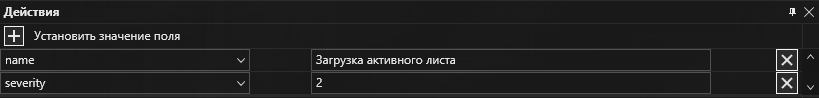 Действия
Установить значение поля
name Загрузка активного листа
severity 2